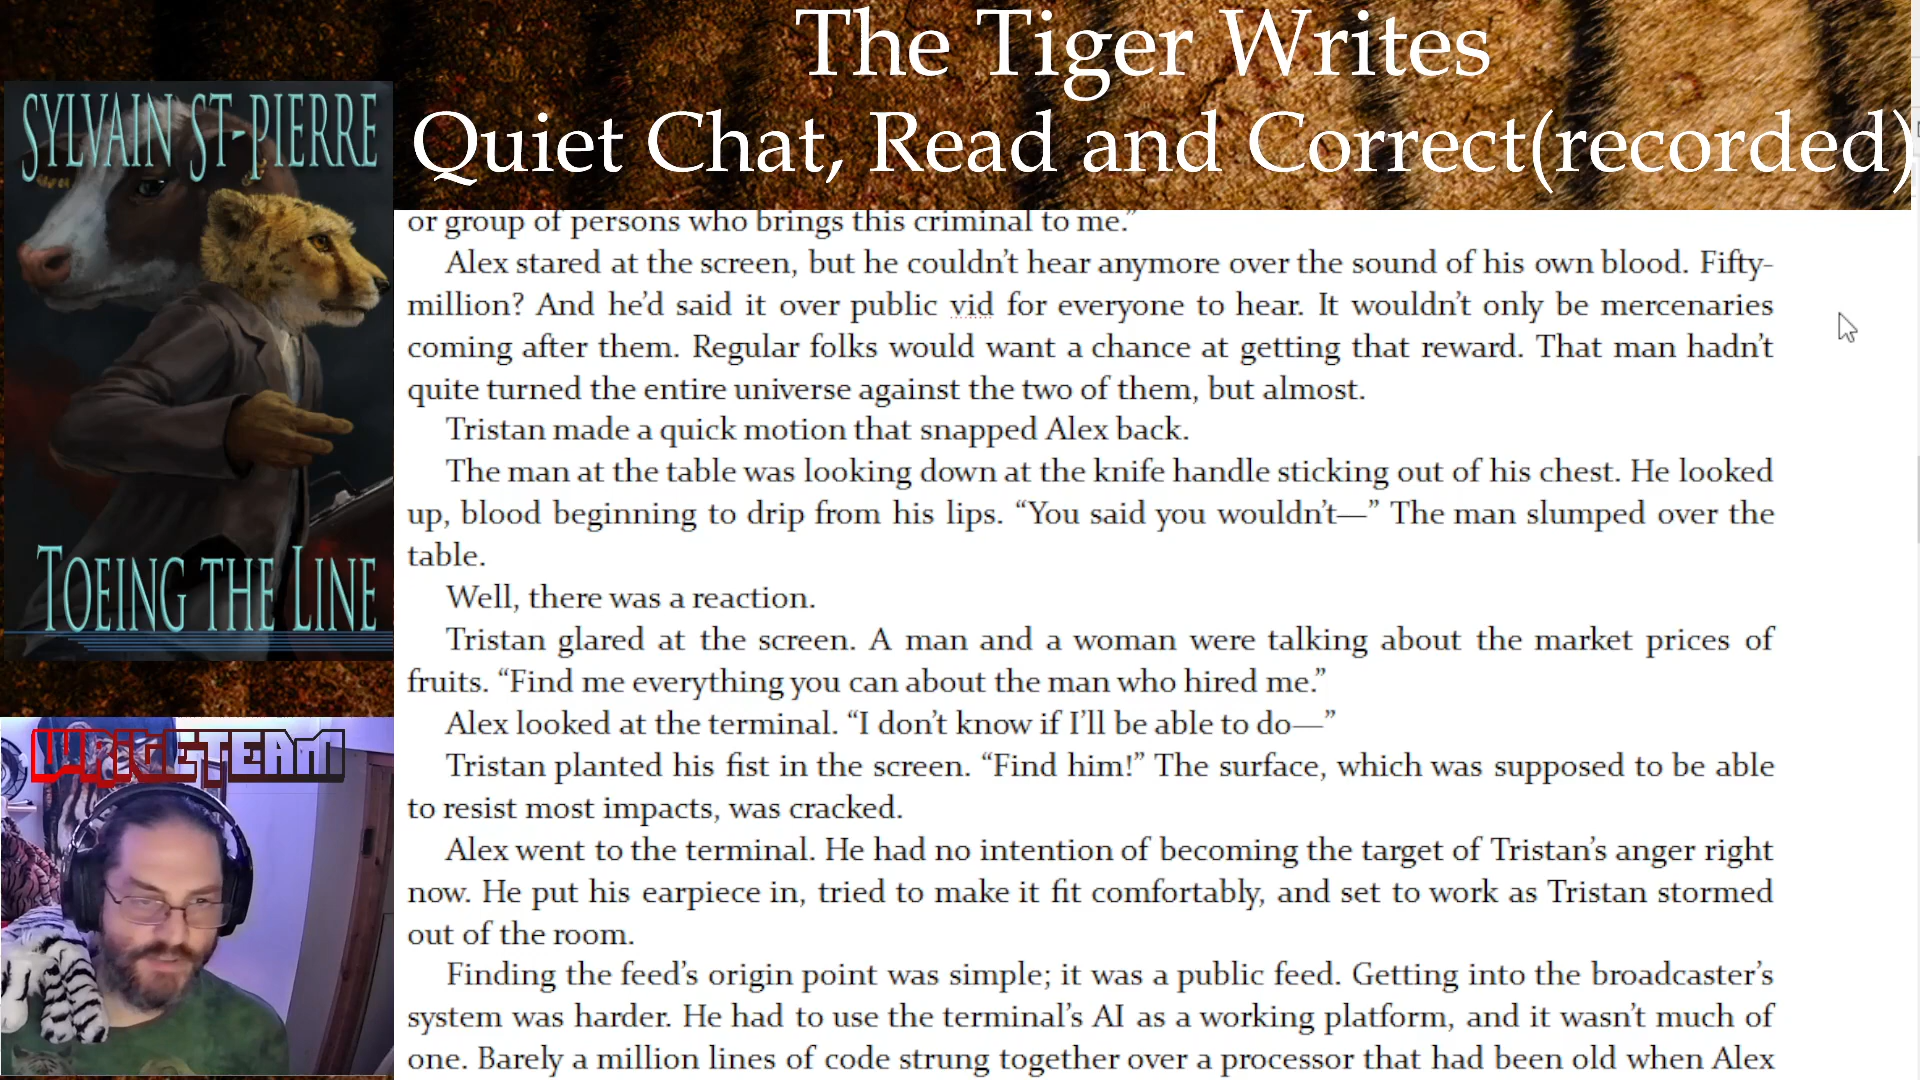 The Tiger Writes
Quiet Chat, Read and Correct(recorded)
SYLVAIN ST-PIERRE
TOEING THE LINE
WRITETEAM
or group of persons who brings this criminal to me.”
Alex stared at the screen, but he couldn’t hear anymore over the sound of his own blood. Fifty-
million? And he’d said it over public vid for everyone to hear. It wouldn’t only be mercenaries
coming after them. Regular folks would want a chance at getting that reward. That man hadn’t
quite turned the entire universe against the two of them, but almost.
Tristan made a quick motion that snapped Alex back.
The man at the table was looking down at the knife handle sticking out of his chest. He looked
up, blood beginning to drip from his lips. “You said you wouldn’t—” The man slumped over the
table.
Well, there was a reaction.
Tristan glared at the screen. A man and a woman were talking about the market prices of
fruits. “Find me everything you can about the man who hired me.”
Alex looked at the terminal. “I don’t know if I’ll be able to do—”
Tristan planted his fist in the screen. “Find him!” The surface, which was supposed to be able
to resist most impacts, was cracked.
Alex went to the terminal. He had no intention of becoming the target of Tristan’s anger right
now. He put his earpiece in, tried to make it fit comfortably, and set to work as Tristan stormed
out of the room.
Finding the feed’s origin point was simple; it was a public feed. Getting into the broadcaster’s
system was harder. He had to use the terminal’s AI as a working platform, and it wasn’t much of
one. Barely a million lines of code strung together over a processor that had been old when Alex